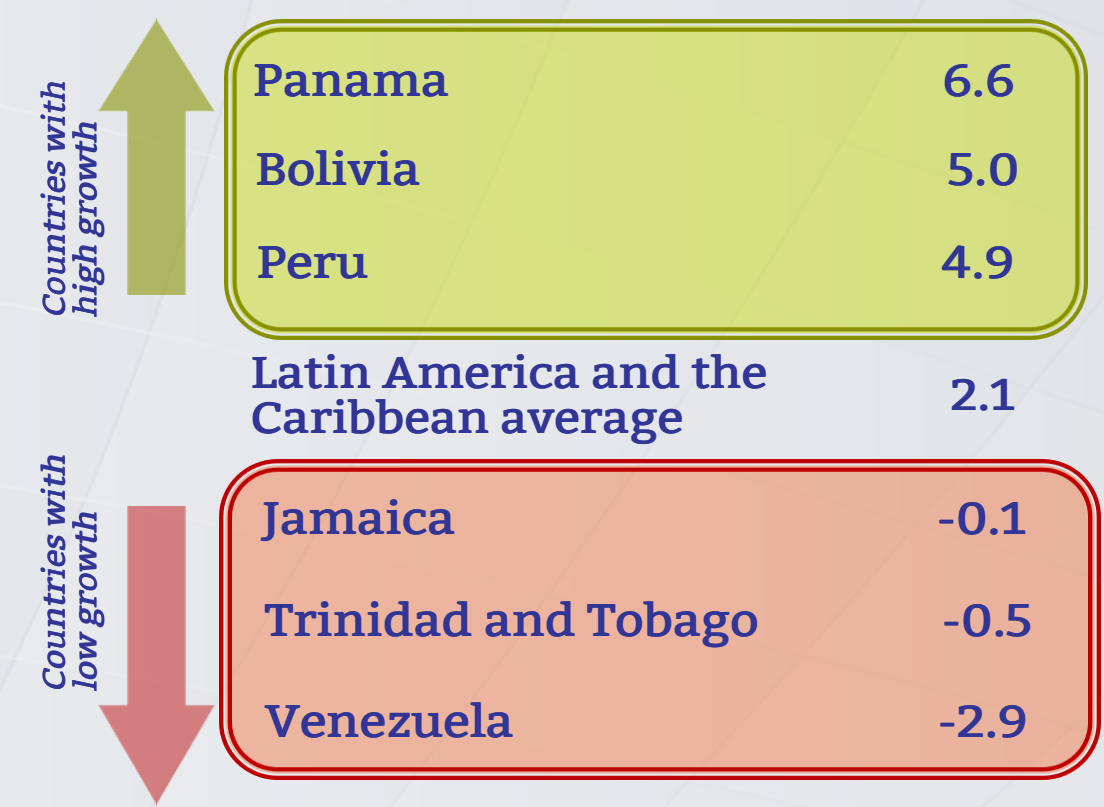 Countries with
high growth
Panama 6.6
Bolivia 5.0
Peru 4.9
Latin America and the
Caribbean average 2.1
Countries with
low growth
Jamaica -0.1
Trinidad and Tobago -0.5
Venezuela -2.9